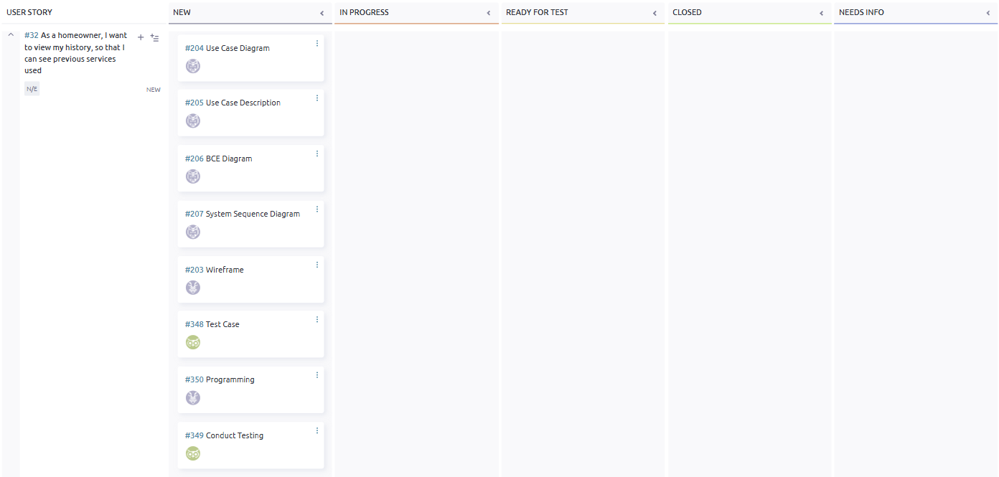 USER STORY
NEW
IN PROGRESS
READY FOR TEST
CLOSED
NEEDS INFO
#32 As a homeowner, I want
to view my history, so that I
can see previous services
used
N/E
NEW
#204 Use Case Diagram
#205 Use Case Description
#206 BCE Diagram
#207 System Sequence Diagram
#203 Wireframe
#348 Test Case
#350 Programming
#349 Conduct Testing